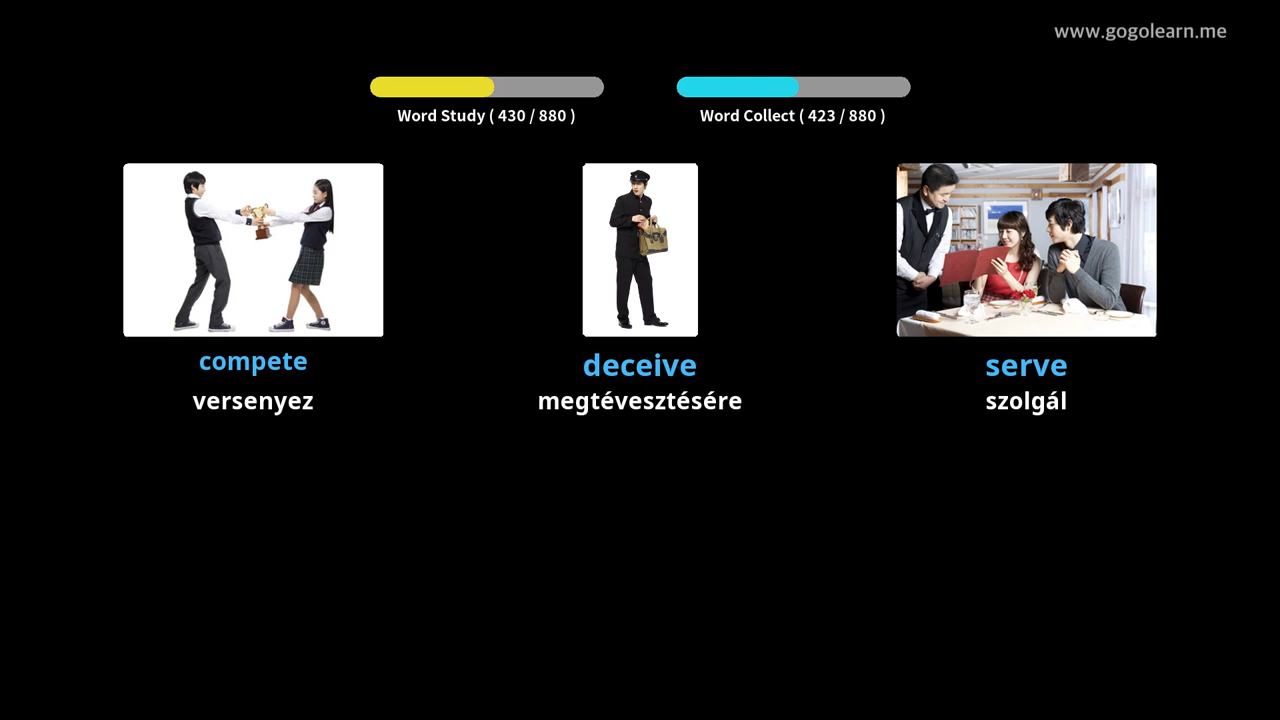 www.gogolearn.me
Word Study ( 430 / 880 )
Word Collect ( 423 / 880 )
compete
versenyez
deceive
megtévesztésére
serve
szolgál